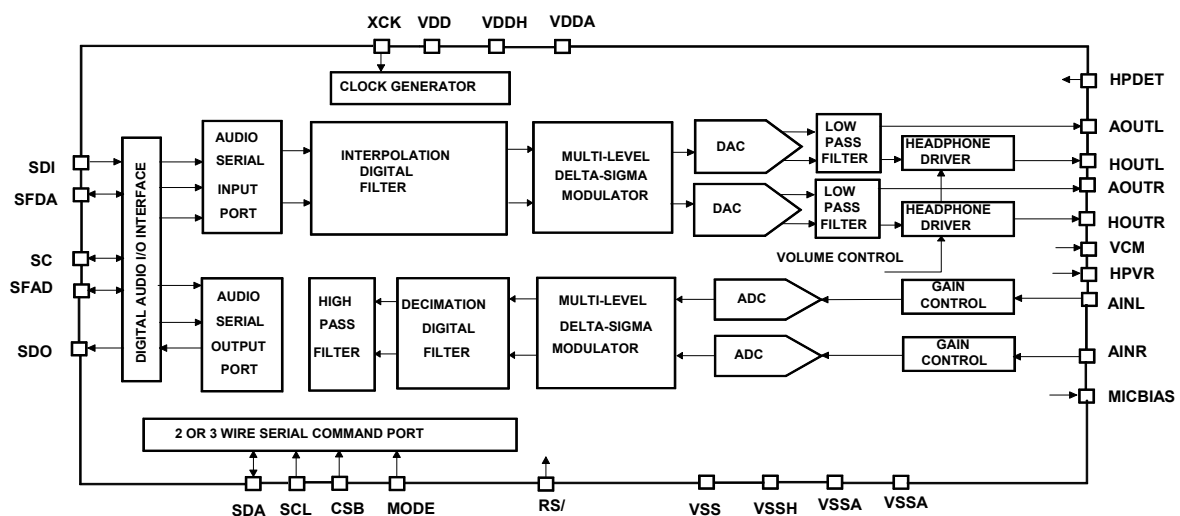 XCK VDD VDDH VDDA
CLOCK GENERATOR
HPDET
AOUTL
HOUTL
AOUTR
HOUTR
VCM
HPVR
AINL
AINR
MICBIAS
SDI
SFDA
SC
SFAD
SDO
DIGITAL AUDIO I/O INTERFACE
AUDIO
SERIAL
INPUT
PORT
INTERPOLATION
DIGITAL
FILTER
MULTI-LEVEL
DELTA-SIGMA
MODULATOR
DAC
DAC
LOW
PASS
FILTER
LOW
PASS
FILTER
HEADPHONE
DRIVER
HEADPHONE
DRIVER
VOLUME CONTROL
AUDIO
SERIAL
OUTPUT
PORT
HIGH
PASS
FILTER
DECIMATION
DIGITAL
FILTER
MULTI-LEVEL
DELTA-SIGMA
MODULATOR
ADC
ADC
GAIN
CONTROL
GAIN
CONTROL
2 OR 3 WIRE SERIAL COMMAND PORT
SDA SCL CSB MODE RS/ VSS VSSH VSSA VSSA